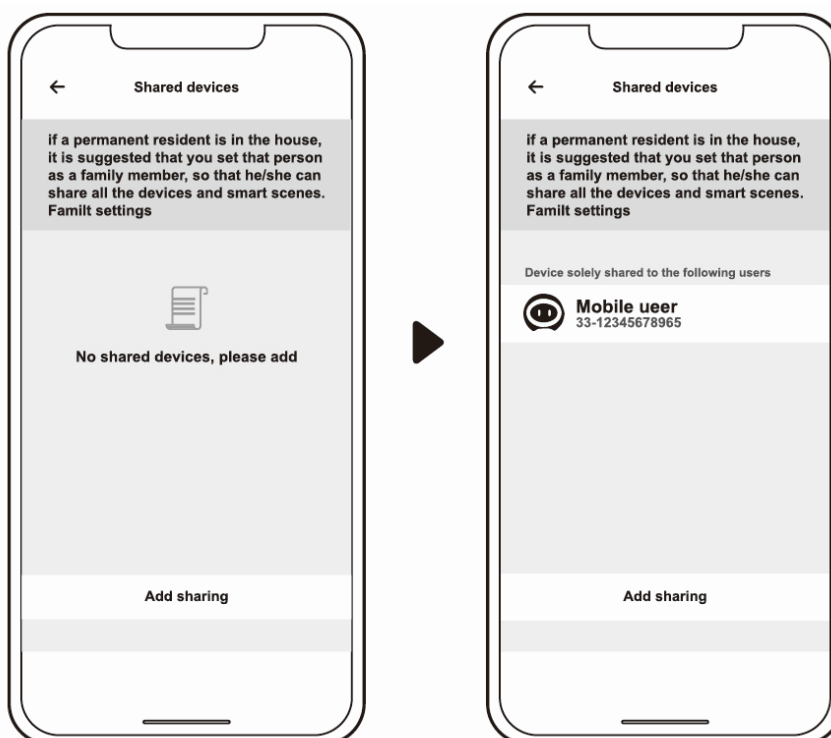 Shared devices
if a permanent resident is in the house,
it is suggested that you set that person
as a family member, so that he/she can
share all the devices and smart scenes.
Familt settings
No shared devices, please add
Add sharing
Shared devices
if a permanent resident is in the house,
it is suggested that you set that person
as a family member, so that he/she can
share all the devices and smart scenes.
Familt settings
Device solely shared to the following users
Mobile ueer
33-12345678965
Add sharing